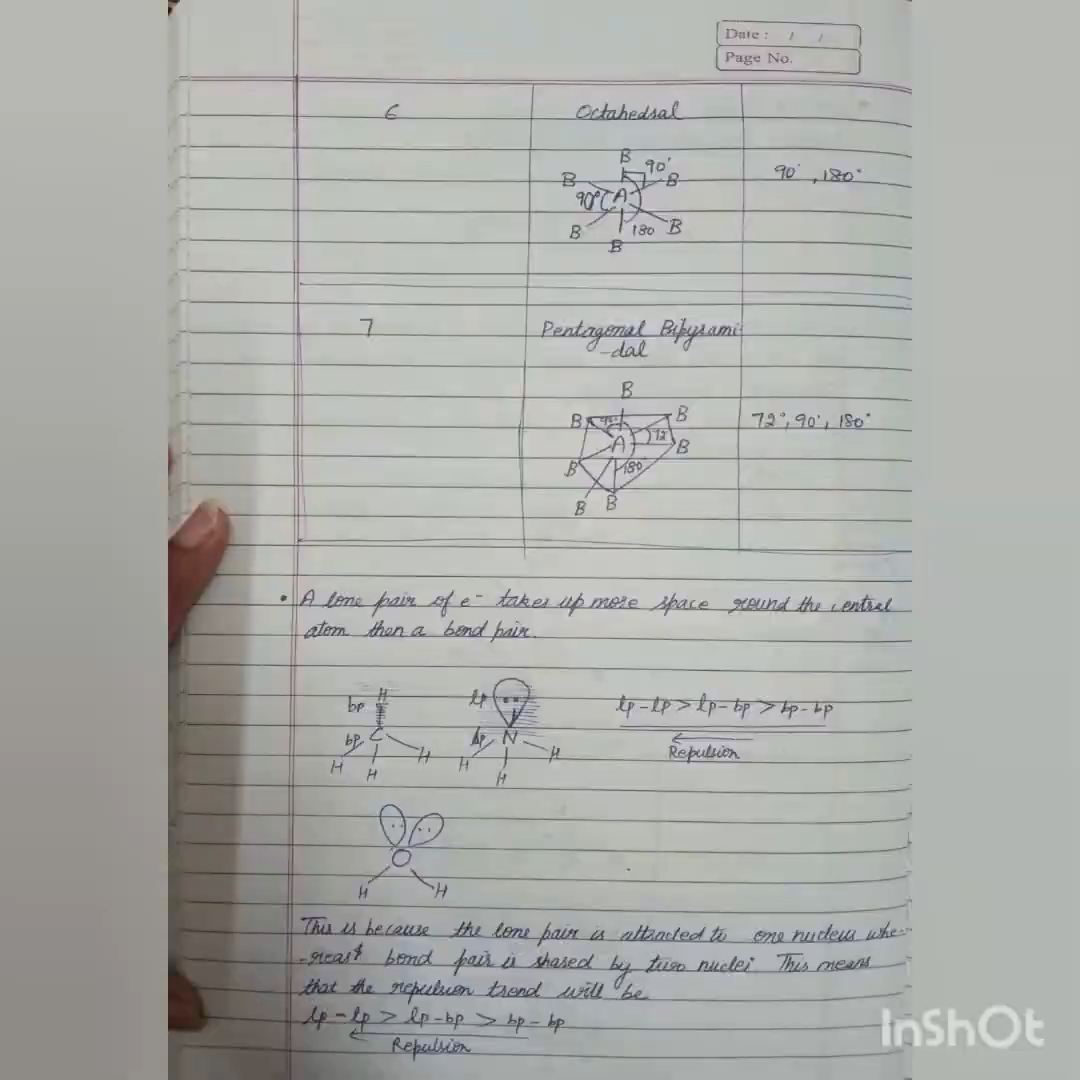 Date : / /
Page No.
6
Octahedral
B
90°
B
B
90°
A
90° , 180°
B
180
B
B
7
Pentagonal Bipyrami-
-dal
B
B
90°
B
A
72
B
72°, 90°, 180°
B
180°
B
B
• A lone pair of e⁻ takes up more space round the central
atom then a bond pair.
bp
H
lp
lp - lp > lp - bp > bp - bp
bp
C
bp
N
Repulsion
H
H
H
H
H
H
O
H
H
This is because the lone pair is attracted to one nucleus whe-
-reas bond pair is shared by two nuclei. This means
that the repulsion trend will be
lp - lp > lp - bp > bp - bp
Repulsion
InShOt